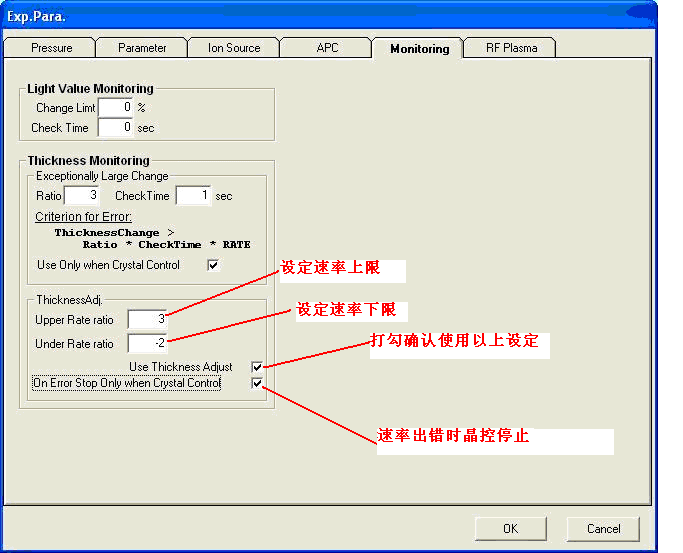 Exp.Para.
Pressure Parameter Ion Source APC Monitoring RF Plasma
Light Value Monitoring
Change Limt 0 %
Check Time 0 sec
Thickness Monitoring
Exceptionally Large Change
Ratio 3 CheckTime 1 sec
Criterion for Error:
ThicknessChange >
Ratio * CheckTime * RATE
Use Only when Crystal Control
设定速率上限
ThicknessAdj.
Upper Rate ratio 3
设定速率下限
Under Rate ratio -2
打勾确认使用以上设定
Use Thickness Adjust
On Error Stop Only when Crystal Control
速率出错时晶控停止
OK Cancel